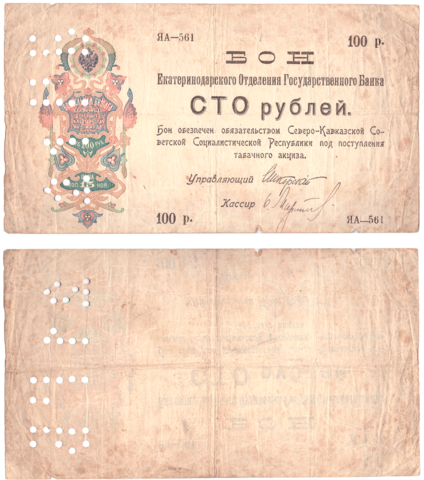 ЯА—561
100 р.
БОН
Екатеринодарского Отделения Государственного Банка
СТО рублей.
Бон обезпечен обязательством Северо-Кавказской Со-
ветской Социалистической Республики под поступления
табачного акциза.
Управляющий
Кассир
100 р.
ЯА—561